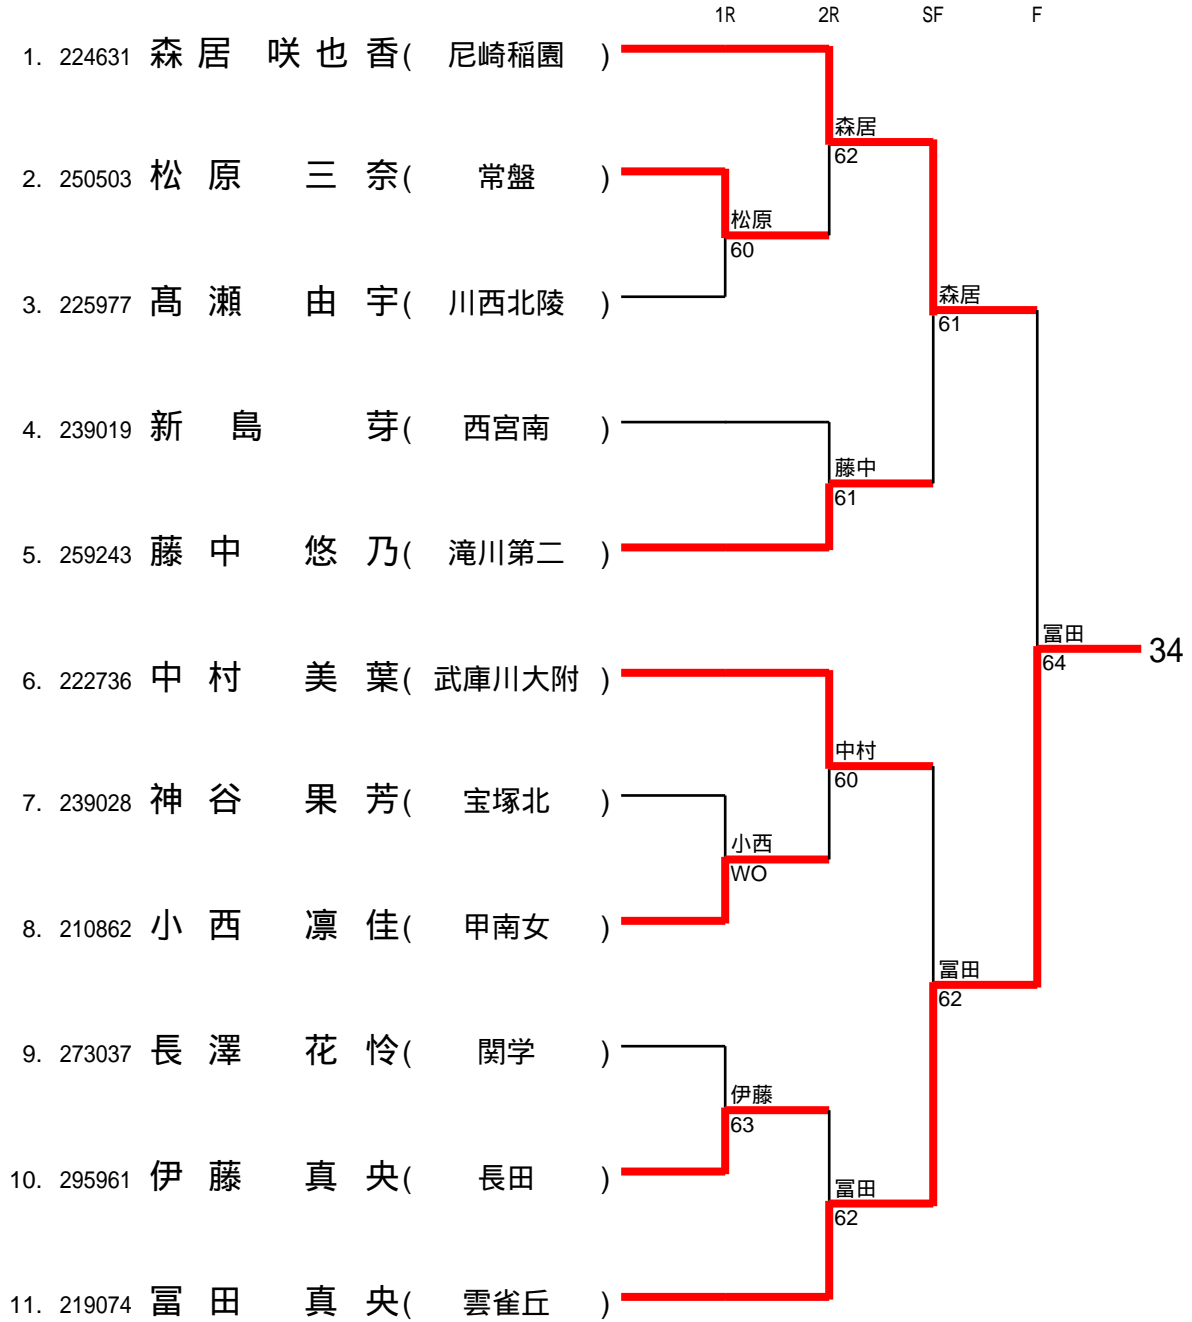 1R 2R SF F
1. 224631 森居 咲也香( 尼崎稲園 )
森居
62
2. 250503 松原 三奈( 常盤 )
松原
60
3. 225977 髙瀬 由宇( 川西北陵 )
森居
61
4. 239019 新島 芽( 西宮南 )
藤中
61
5. 259243 藤中 悠乃( 滝川第二 )
冨田
64
34
6. 222736 中村 美葉( 武庫川大附 )
中村
60
7. 239028 神谷 果芳( 宝塚北 )
小西
WO
8. 210862 小西 凛佳( 甲南女 )
冨田
62
9. 273037 長澤 花怜( 関学 )
伊藤
63
10. 295961 伊藤 真央( 長田 )
冨田
62
11. 219074 冨田 真央( 雲雀丘 )